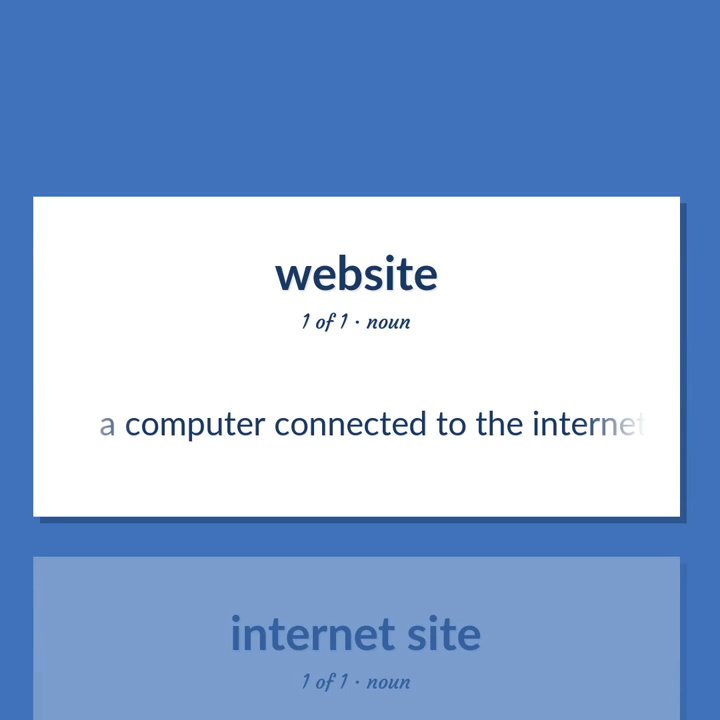 website
1 of 1 · noun
a computer connected to the internet
internet site
1 of 1 · noun